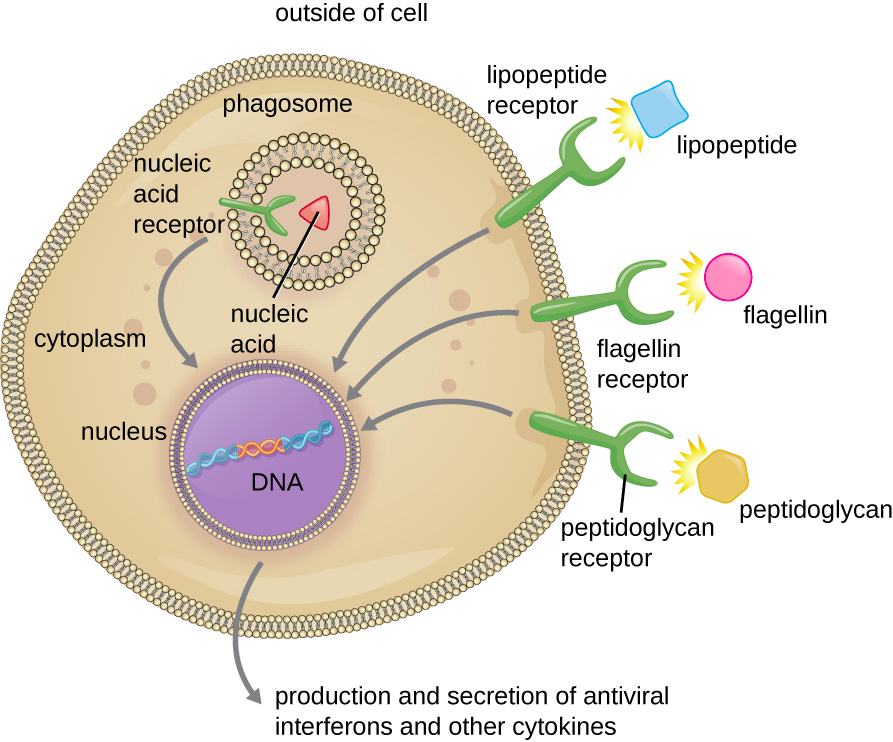 outside of cell
lipopeptide
receptor
phagosome
lipopeptide
nucleic
acid
receptor
nucleic
acid
flagellin
cytoplasm
flagellin
receptor
nucleus
DNA
peptidoglycan
peptidoglycan
receptor
production and secretion of antiviral
interferons and other cytokines